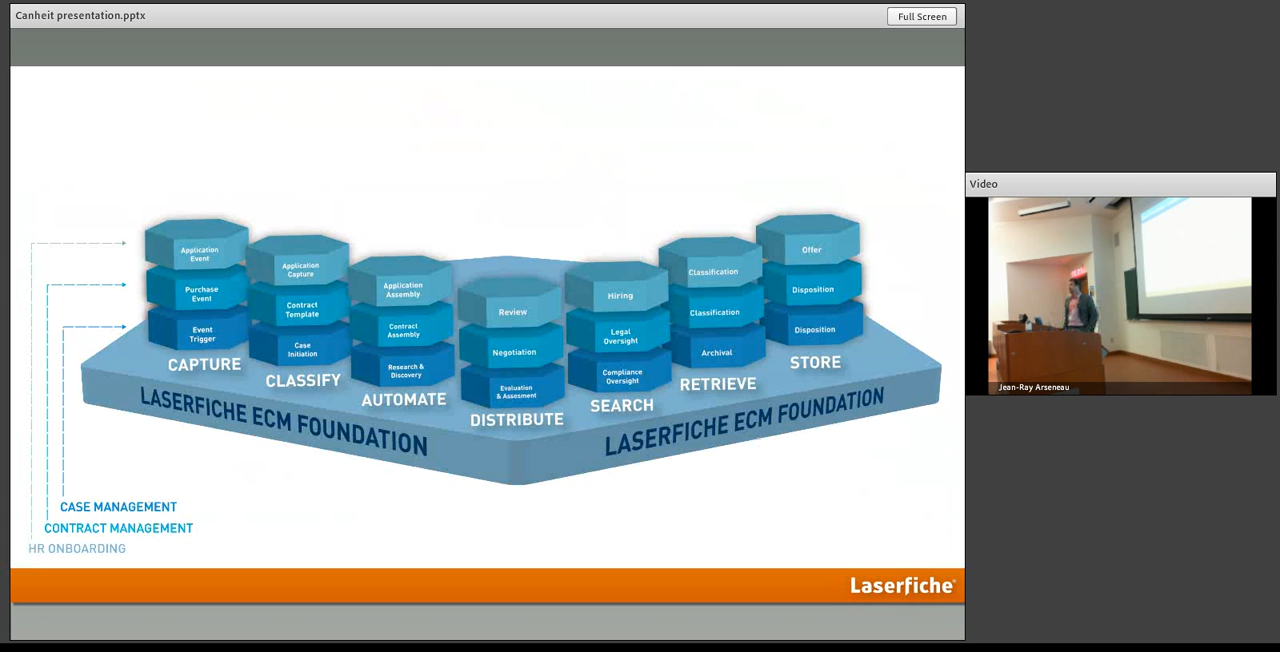 Canheit presentation.pptx
Full Screen
Video
Application
Event
Purchase
Event
Event
Trigger
CAPTURE
Application
Capture
Contract
Template
Case
Initiation
CLASSIFY
Application
Assembly
Contract
Assembly
Research &
Discovery
AUTOMATE
Review
Negotiation
Evaluation
& Assesment
DISTRIBUTE
Hiring
Legal
Oversight
Compliance
Oversight
SEARCH
Classification
Classification
Archival
RETRIEVE
Offer
Disposition
Disposition
STORE
LASERFICHE ECM FOUNDATION
LASERFICHE ECM FOUNDATION
CASE MANAGEMENT
CONTRACT MANAGEMENT
HR ONBOARDING
Laserfiche®
Jean-Ray Arseneau